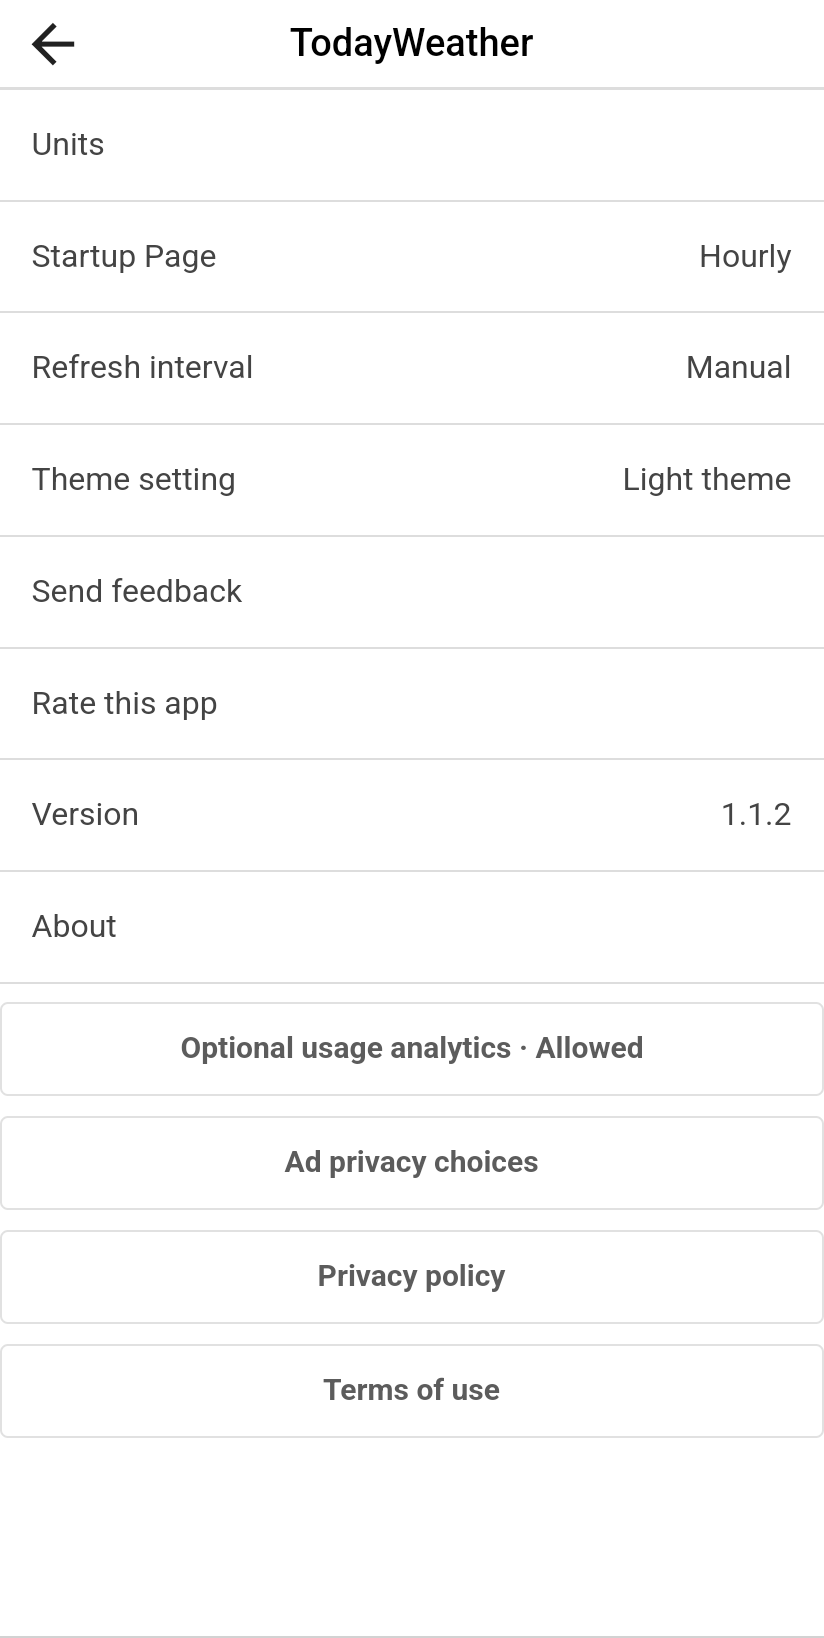 TodayWeather
Units
Startup Page Hourly
Refresh interval Manual
Theme setting Light theme
Send feedback
Rate this app
Version 1.1.2
About
Optional usage analytics · Allowed
Ad privacy choices
Privacy policy
Terms of use